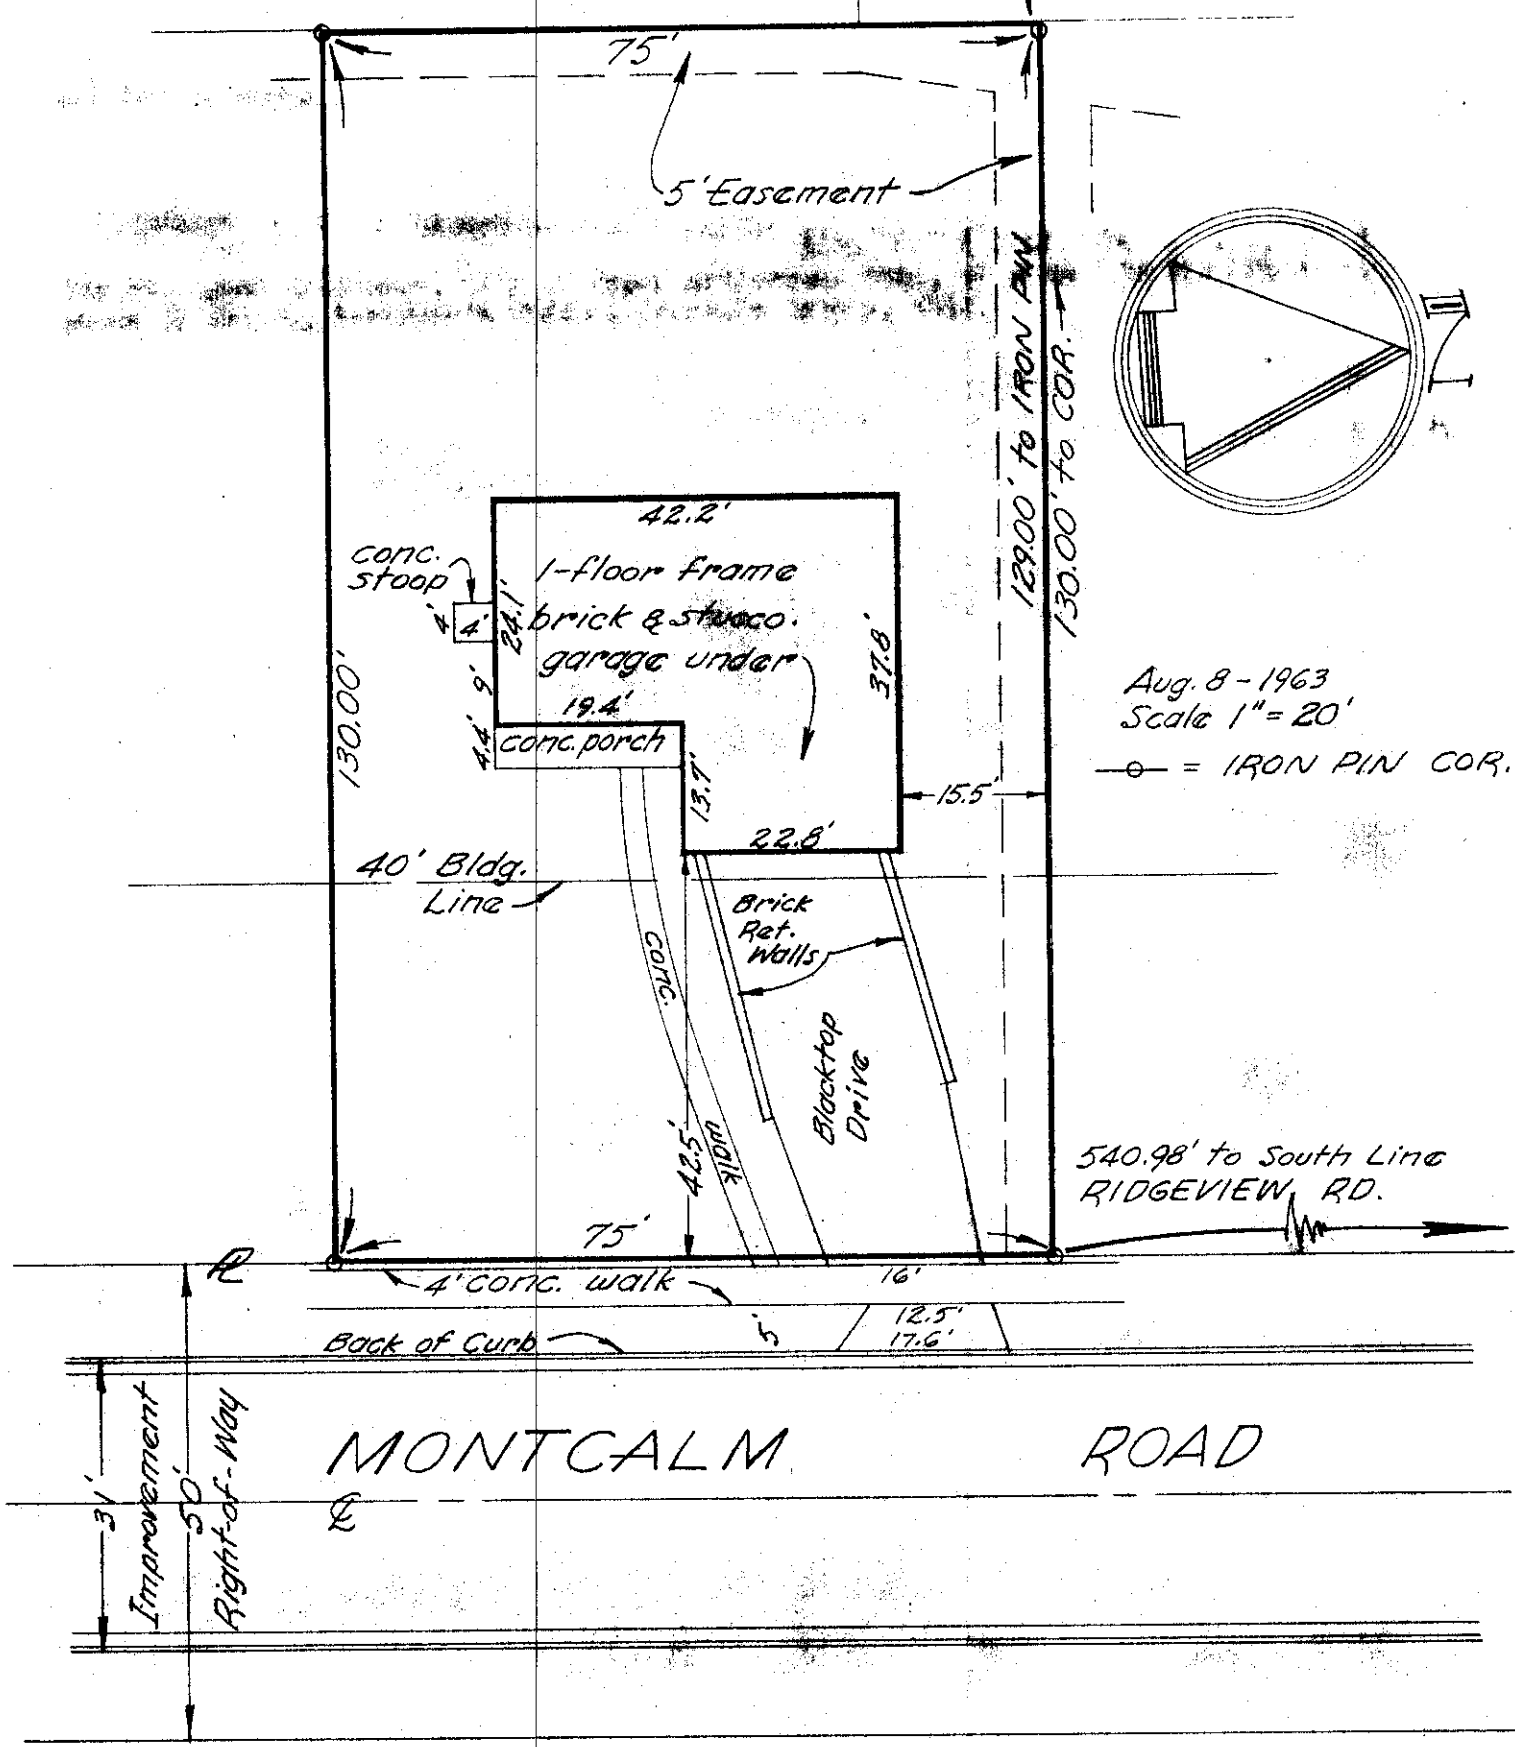 75'
5' Easement
129.00' to IRON PIN
130.00' to COR.
N
42.2'
conc.
stoop
4'
4'
24.1'
1-floor frame
brick & stucco.
garage under
37.8'
9'
19.4'
4.4'
conc. porch
13.7'
130.00'
Aug. 8 - 1963
Scale 1" = 20'
= IRON PIN COR.
15.5'
22.8'
40' Bldg.
Line
Brick
Ret.
Walls
conc.
walk
Blacktop
Drive
42.5'
540.98' to South Line
RIDGEVIEW RD.
75'
PL
4' conc. walk
16'
12.5'
17.6'
5'
Back of Curb
31'
Improvement
50'
Right-of-Way
MONTCALM ROAD
CL